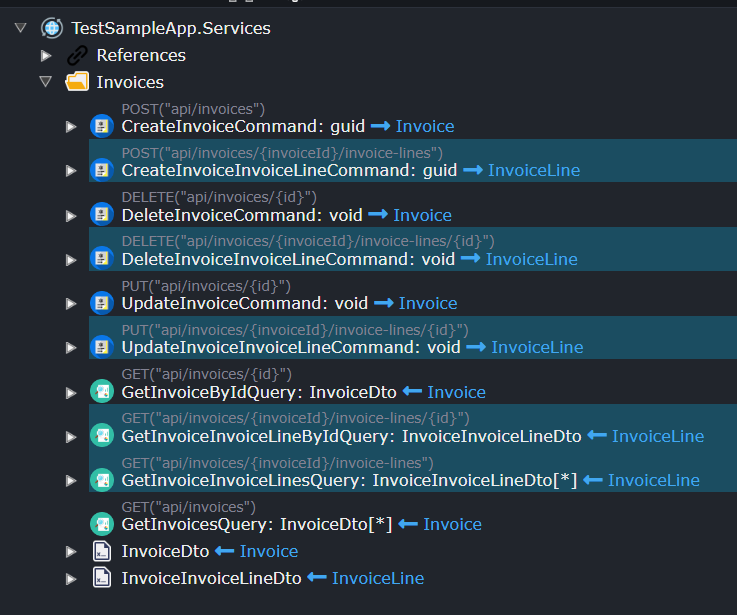 TestSampleApp.Services
References
Invoices
POST("api/invoices")
CreateInvoiceCommand: guid → Invoice
POST("api/invoices/{invoiceId}/invoice-lines")
CreateInvoiceInvoiceLineCommand: guid → InvoiceLine
DELETE("api/invoices/{id}")
DeleteInvoiceCommand: void → Invoice
DELETE("api/invoices/{invoiceId}/invoice-lines/{id}")
DeleteInvoiceInvoiceLineCommand: void → InvoiceLine
PUT("api/invoices/{id}")
UpdateInvoiceCommand: void → Invoice
PUT("api/invoices/{invoiceId}/invoice-lines/{id}")
UpdateInvoiceInvoiceLineCommand: void → InvoiceLine
GET("api/invoices/{id}")
GetInvoiceByIdQuery: InvoiceDto ← Invoice
GET("api/invoices/{invoiceId}/invoice-lines/{id}")
GetInvoiceInvoiceLineByIdQuery: InvoiceInvoiceLineDto ← InvoiceLine
GET("api/invoices/{invoiceId}/invoice-lines")
GetInvoiceInvoiceLinesQuery: InvoiceInvoiceLineDto[*] ← InvoiceLine
GET("api/invoices")
GetInvoicesQuery: InvoiceDto[*] ← Invoice
InvoiceDto ← Invoice
InvoiceInvoiceLineDto ← InvoiceLine